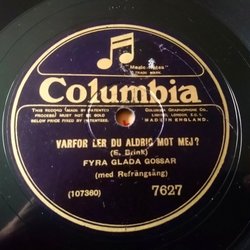 Magic Notes
TRADE MARK
Columbia
THIS RECORD IS MADE BY PATENTED
PROCESS: MUST NOT BE SOLD
BELOW PRICE FIXED BY PATENTEES.
COLUMBIA GRAPHOPHONE CO.
LIMITED, LONDON, E.C.1.
MADE IN ENGLAND.
VARFÖR LER DU ALDRIG MOT MEJ?
(E. Brink)
FYRA GLADA GOSSAR
(med Refrängsång)
(107360)
7627